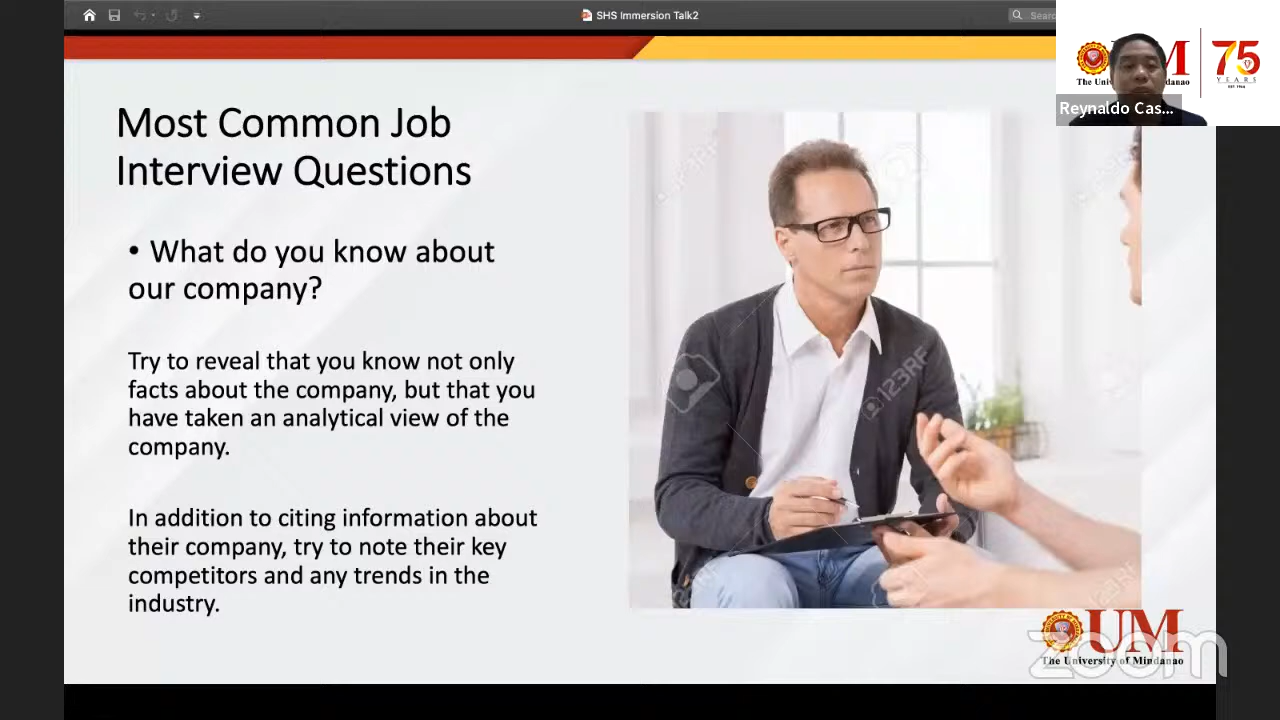 SHS Immersion Talk2
Most Common Job
Interview Questions
• What do you know about
our company?
Try to reveal that you know not only
facts about the company, but that you
have taken an analytical view of the
company.
In addition to citing information about
their company, try to note their key
competitors and any trends in the
industry.
UM
The University of Mindanao
zoom
75
YEARS
Reynaldo Cas...
123RF